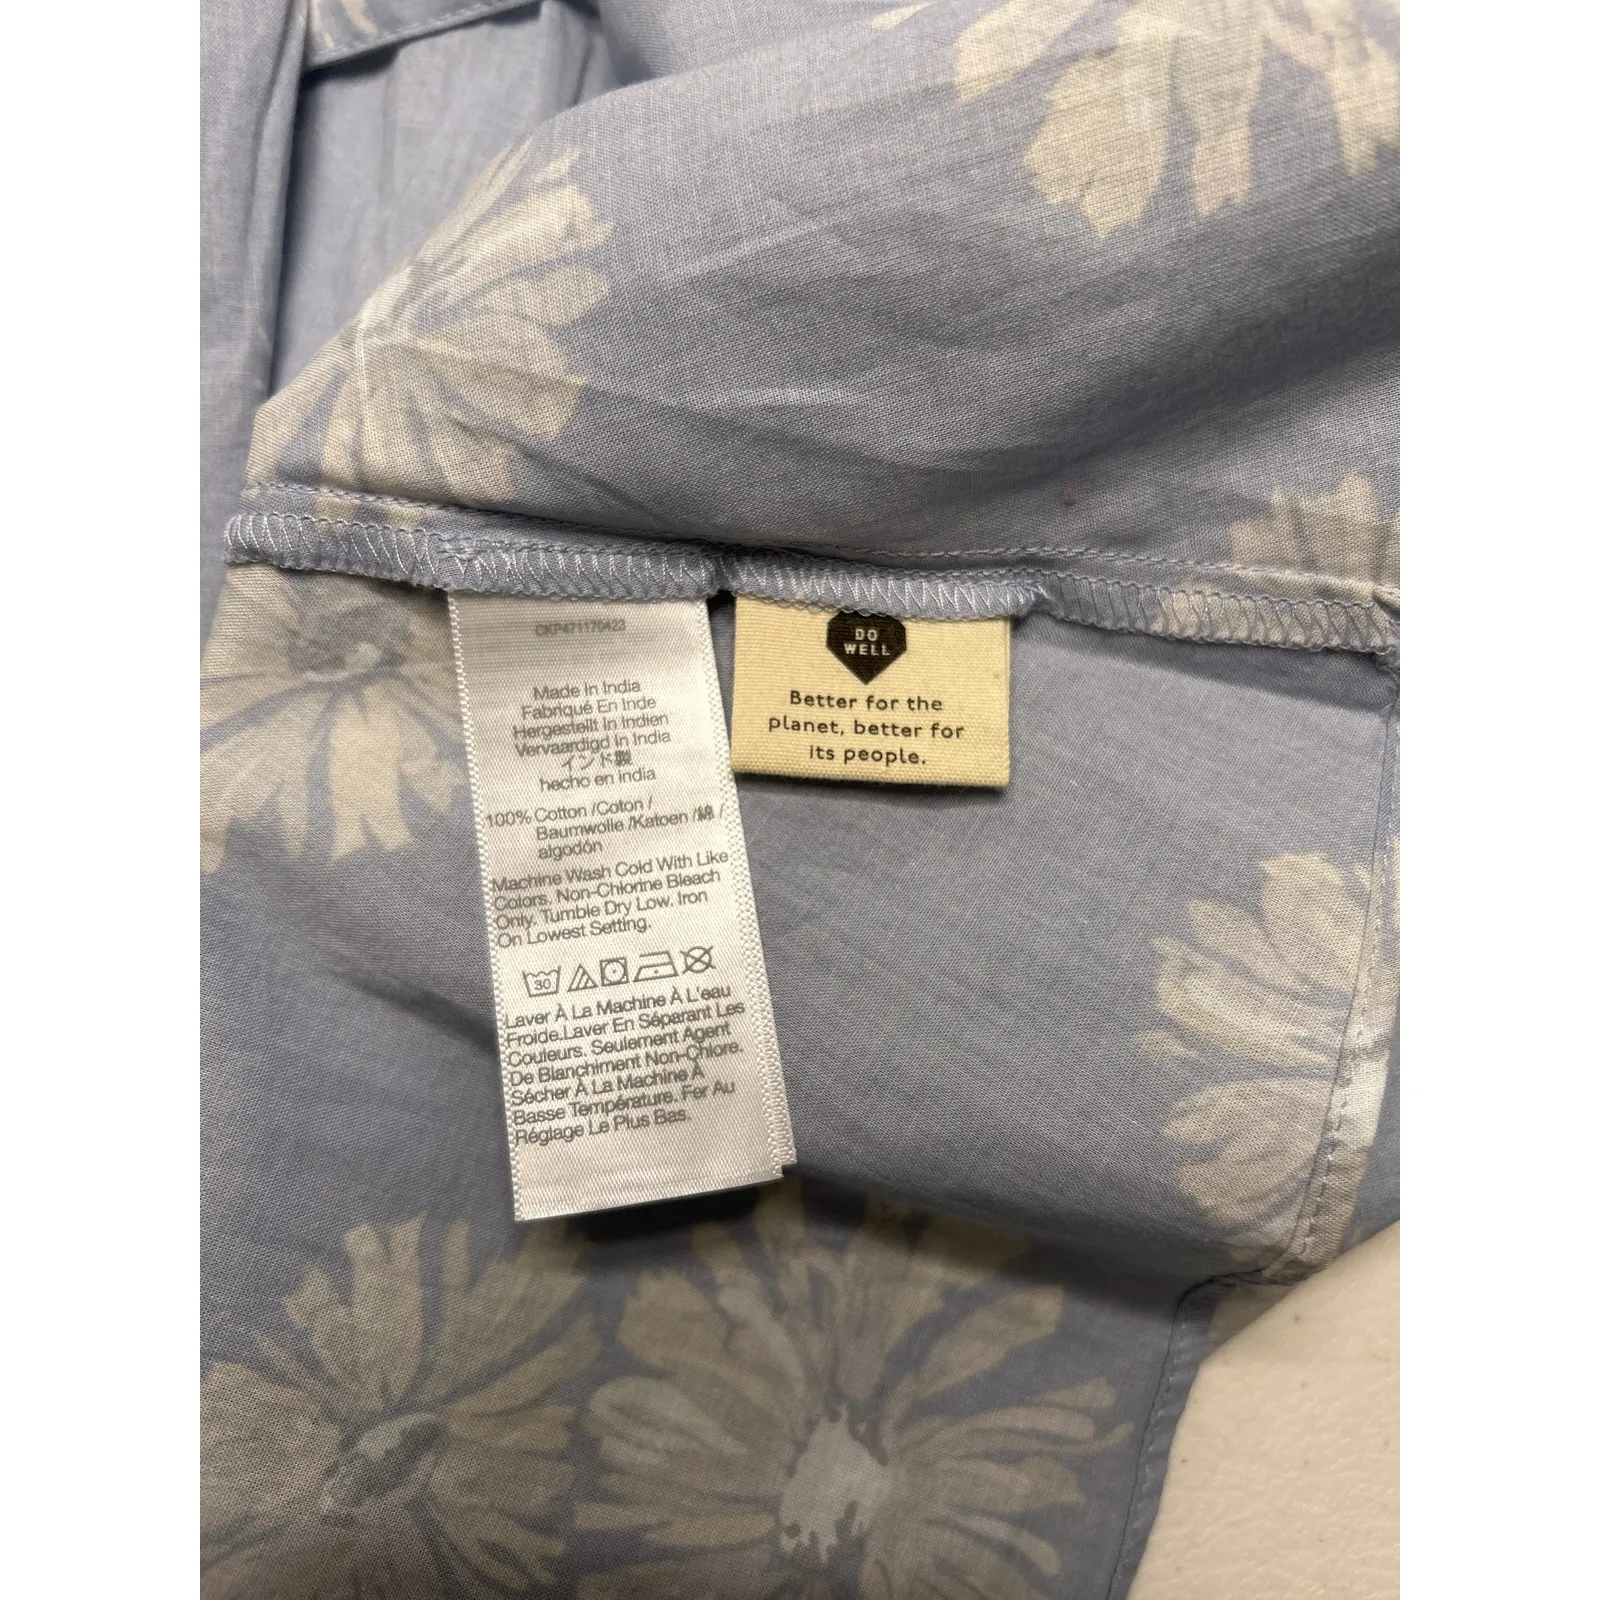 CKP471170423
Made in India
Fabriqué En Inde
Hergestellt In Indien
Vervaardigd In India
インド製
hecho en india
100% Cotton /Coton /
Baumwolle /Katoen /綿 /
algodón
Machine Wash Cold With Like
Colors. Non-Chlorine Bleach
Only. Tumble Dry Low. Iron
On Lowest Setting.
30
Laver À La Machine À L'eau
Froide.Laver En Séparant Les
Couleurs. Seulement Agent
De Blanchiment Non-Chlore.
Sécher À La Machine À
Basse Température. Fer Au
Réglage Le Plus Bas.
DO
WELL
Better for the
planet, better for
its people.